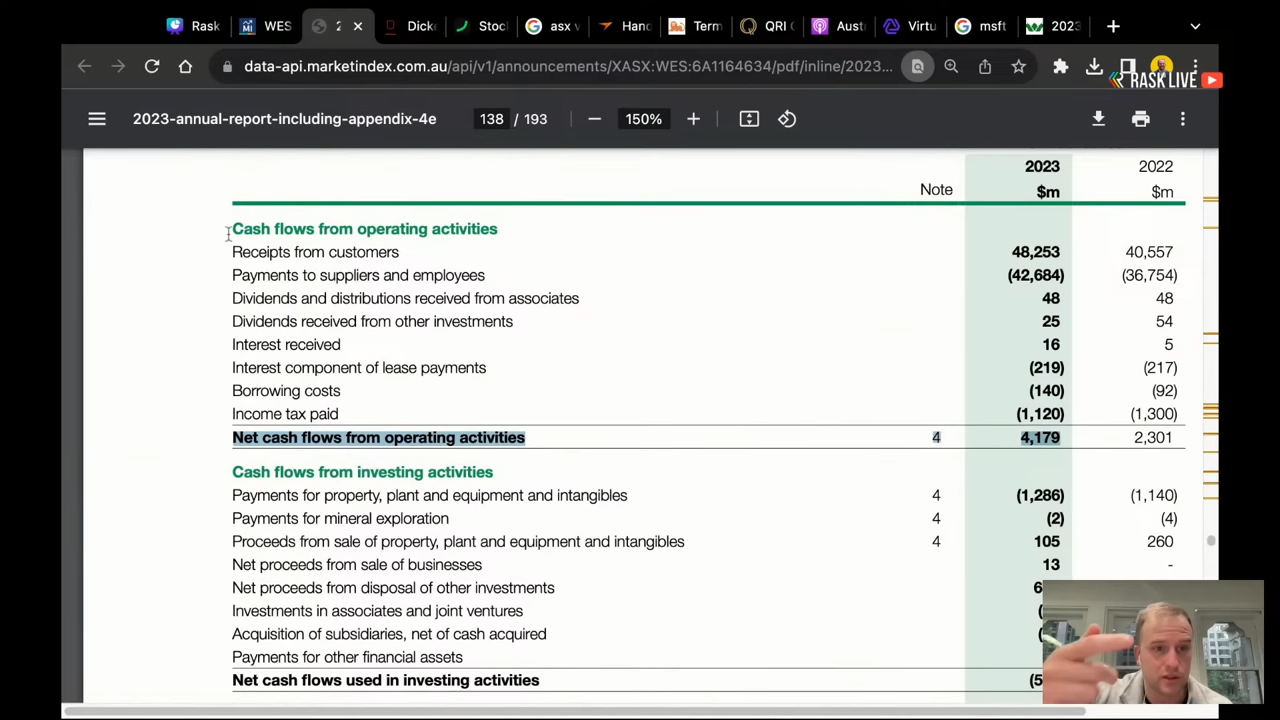 Rask WES 2 Dicke Stoc asx v Hand Term QRI Aust Virtu msft 2023
data-api.marketindex.com.au/api/v1/announcements/XASX:WES:6A1164634/pdf/inline/2023...
RASK LIVE
2023-annual-report-including-appendix-4e 138 / 193 150%
2023 2022
Note $m $m
Cash flows from operating activities
Receipts from customers 48,253 40,557
Payments to suppliers and employees (42,684) (36,754)
Dividends and distributions received from associates 48 48
Dividends received from other investments 25 54
Interest received 16 5
Interest component of lease payments (219) (217)
Borrowing costs (140) (92)
Income tax paid (1,120) (1,300)
Net cash flows from operating activities 4 4,179 2,301
Cash flows from investing activities
Payments for property, plant and equipment and intangibles 4 (1,286) (1,140)
Payments for mineral exploration 4 (2) (4)
Proceeds from sale of property, plant and equipment and intangibles 4 105 260
Net proceeds from sale of businesses 13 -
Net proceeds from disposal of other investments 6
Investments in associates and joint ventures (
Acquisition of subsidiaries, net of cash acquired (
Payments for other financial assets
Net cash flows used in investing activities (5